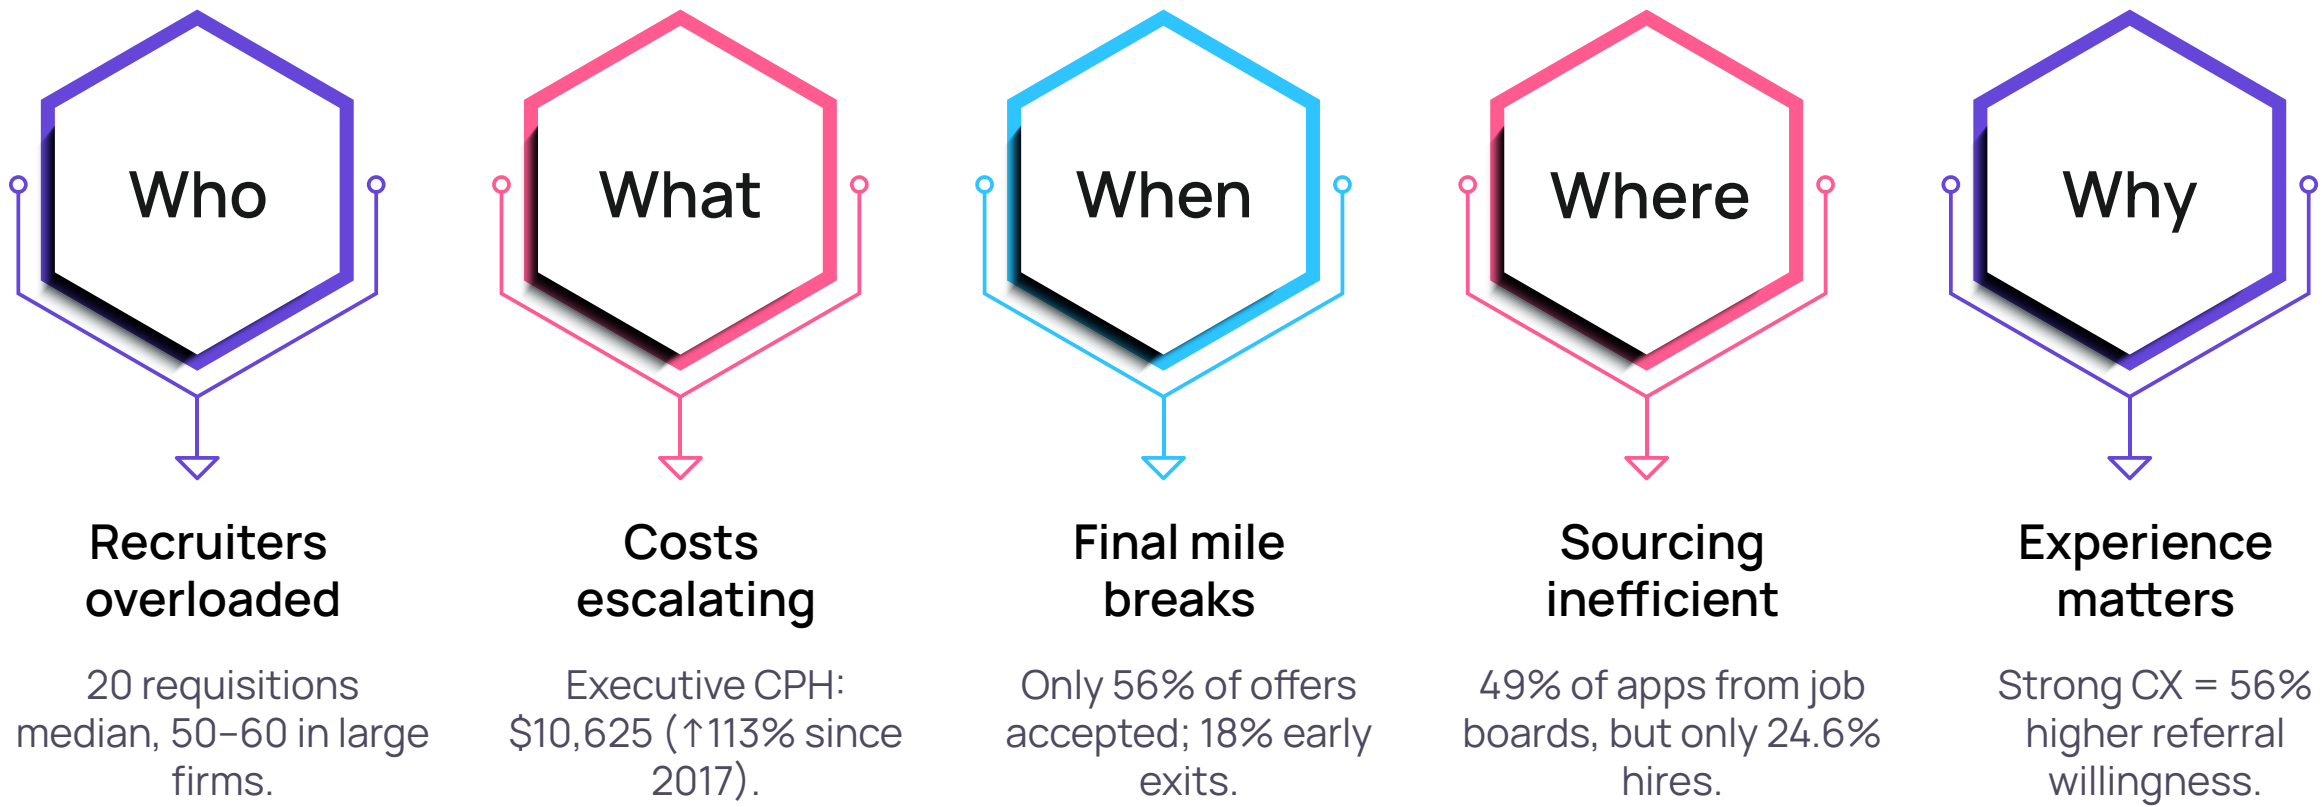 Who
What
When
Where
Why
Recruiters
overloaded
20 requisitions
median, 50–60 in large
firms.
Costs
escalating
Executive CPH:
$10,625 (↑113% since
2017).
Final mile
breaks
Only 56% of offers
accepted; 18% early
exits.
Sourcing
inefficient
49% of apps from job
boards, but only 24.6%
hires.
Experience
matters
Strong CX = 56%
higher referral
willingness.